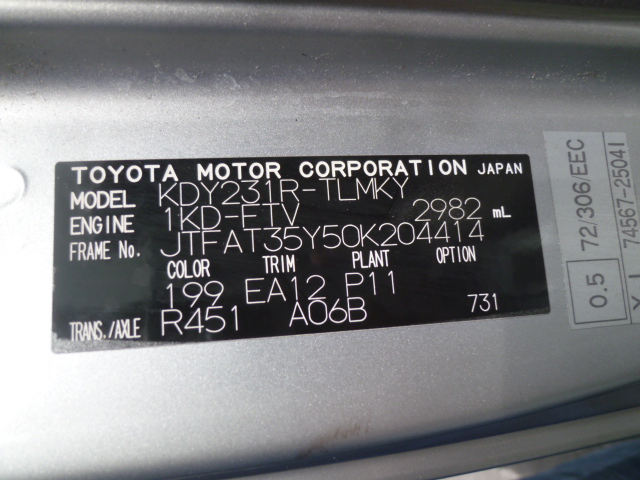 TOYOTA MOTOR CORPORATION JAPAN
MODEL KDY231R-TLMKY
ENGINE 1KD-FTV 2982 mL
FRAME No. JTFAT35Y50K204414
COLOR TRIM PLANT OPTION
199 EA12 P11
TRANS./AXLE R451 A06B 731
0.5 72/306/EEC
74567-25041